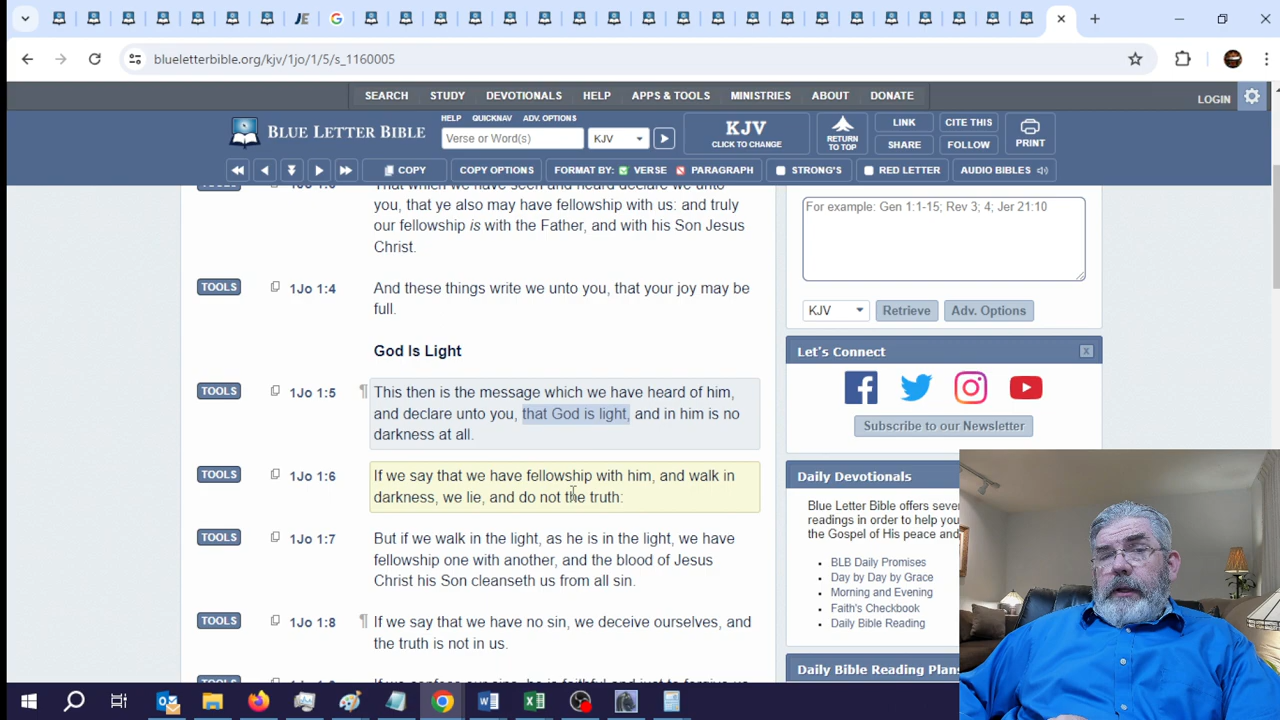 blueletterbible.org/kjv/1jo/1/5/s_1160005
SEARCH STUDY DEVOTIONALS HELP APPS & TOOLS MINISTRIES ABOUT DONATE LOGIN
BLUE LETTER BIBLE
HELP QUICKNAV ADV. OPTIONS
Verse or Word(s) KJV
KJV
CLICK TO CHANGE
RETURN
TO TOP
LINK CITE THIS
SHARE FOLLOW
PRINT
COPY COPY OPTIONS FORMAT BY: VERSE PARAGRAPH STRONG'S RED LETTER AUDIO BIBLES
TOOLS That which we have seen and heard declare we unto
you, that ye also may have fellowship with us: and truly
our fellowship is with the Father, and with his Son Jesus
Christ.
TOOLS 1Jo 1:4 And these things write we unto you, that your joy may be
full.
God Is Light
TOOLS 1Jo 1:5 ¶ This then is the message which we have heard of him,
and declare unto you, that God is light, and in him is no
darkness at all.
TOOLS 1Jo 1:6 If we say that we have fellowship with him, and walk in
darkness, we lie, and do not the truth:
TOOLS 1Jo 1:7 But if we walk in the light, as he is in the light, we have
fellowship one with another, and the blood of Jesus
Christ his Son cleanseth us from all sin.
TOOLS 1Jo 1:8 ¶ If we say that we have no sin, we deceive ourselves, and
the truth is not in us.
For example: Gen 1:1-15; Rev 3; 4; Jer 21:10
KJV Retrieve Adv. Options
Let's Connect X
Subscribe to our Newsletter
Daily Devotionals
Blue Letter Bible offers
readings in order to help you
the Gospel of His peace
BLB Daily Promises
Day by Day by Grace
Morning and Evening
Faith's Checkbook
Daily Bible Reading
Daily Bible Reading